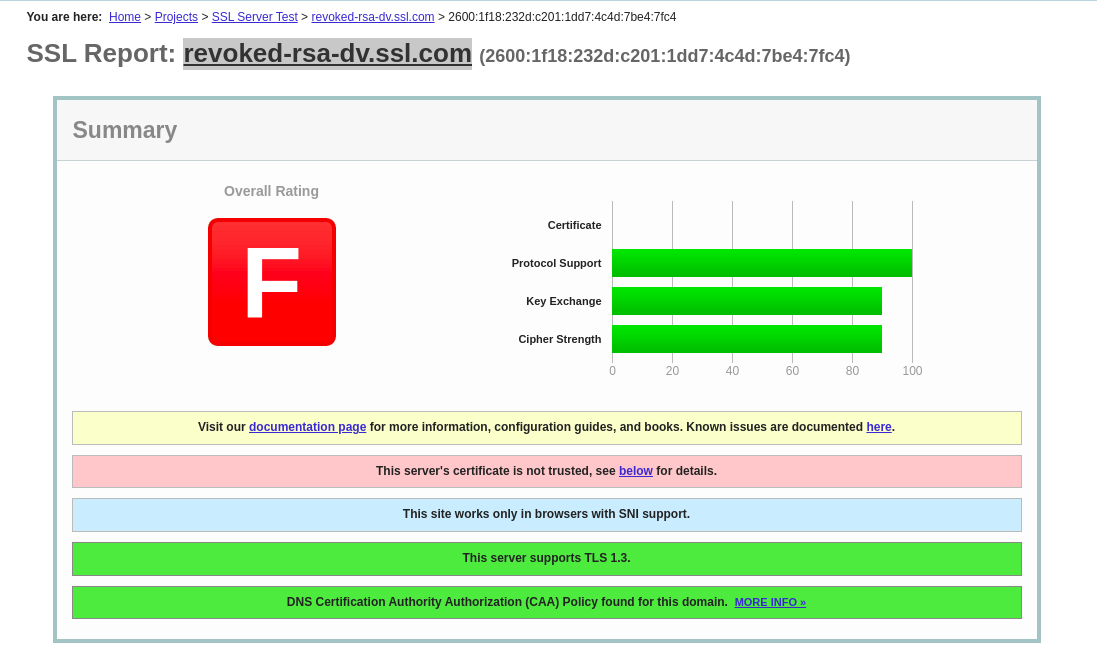 You are here: Home > Projects > SSL Server Test > revoked-rsa-dv.ssl.com > 2600:1f18:232d:c201:1dd7:4c4d:7be4:7fc4
SSL Report: revoked-rsa-dv.ssl.com (2600:1f18:232d:c201:1dd7:4c4d:7be4:7fc4)
Summary
Overall Rating
F
Certificate
Protocol Support
Key Exchange
Cipher Strength
0 20 40 60 80 100
Visit our documentation page for more information, configuration guides, and books. Known issues are documented here.
This server's certificate is not trusted, see below for details.
This site works only in browsers with SNI support.
This server supports TLS 1.3.
DNS Certification Authority Authorization (CAA) Policy found for this domain. MORE INFO »